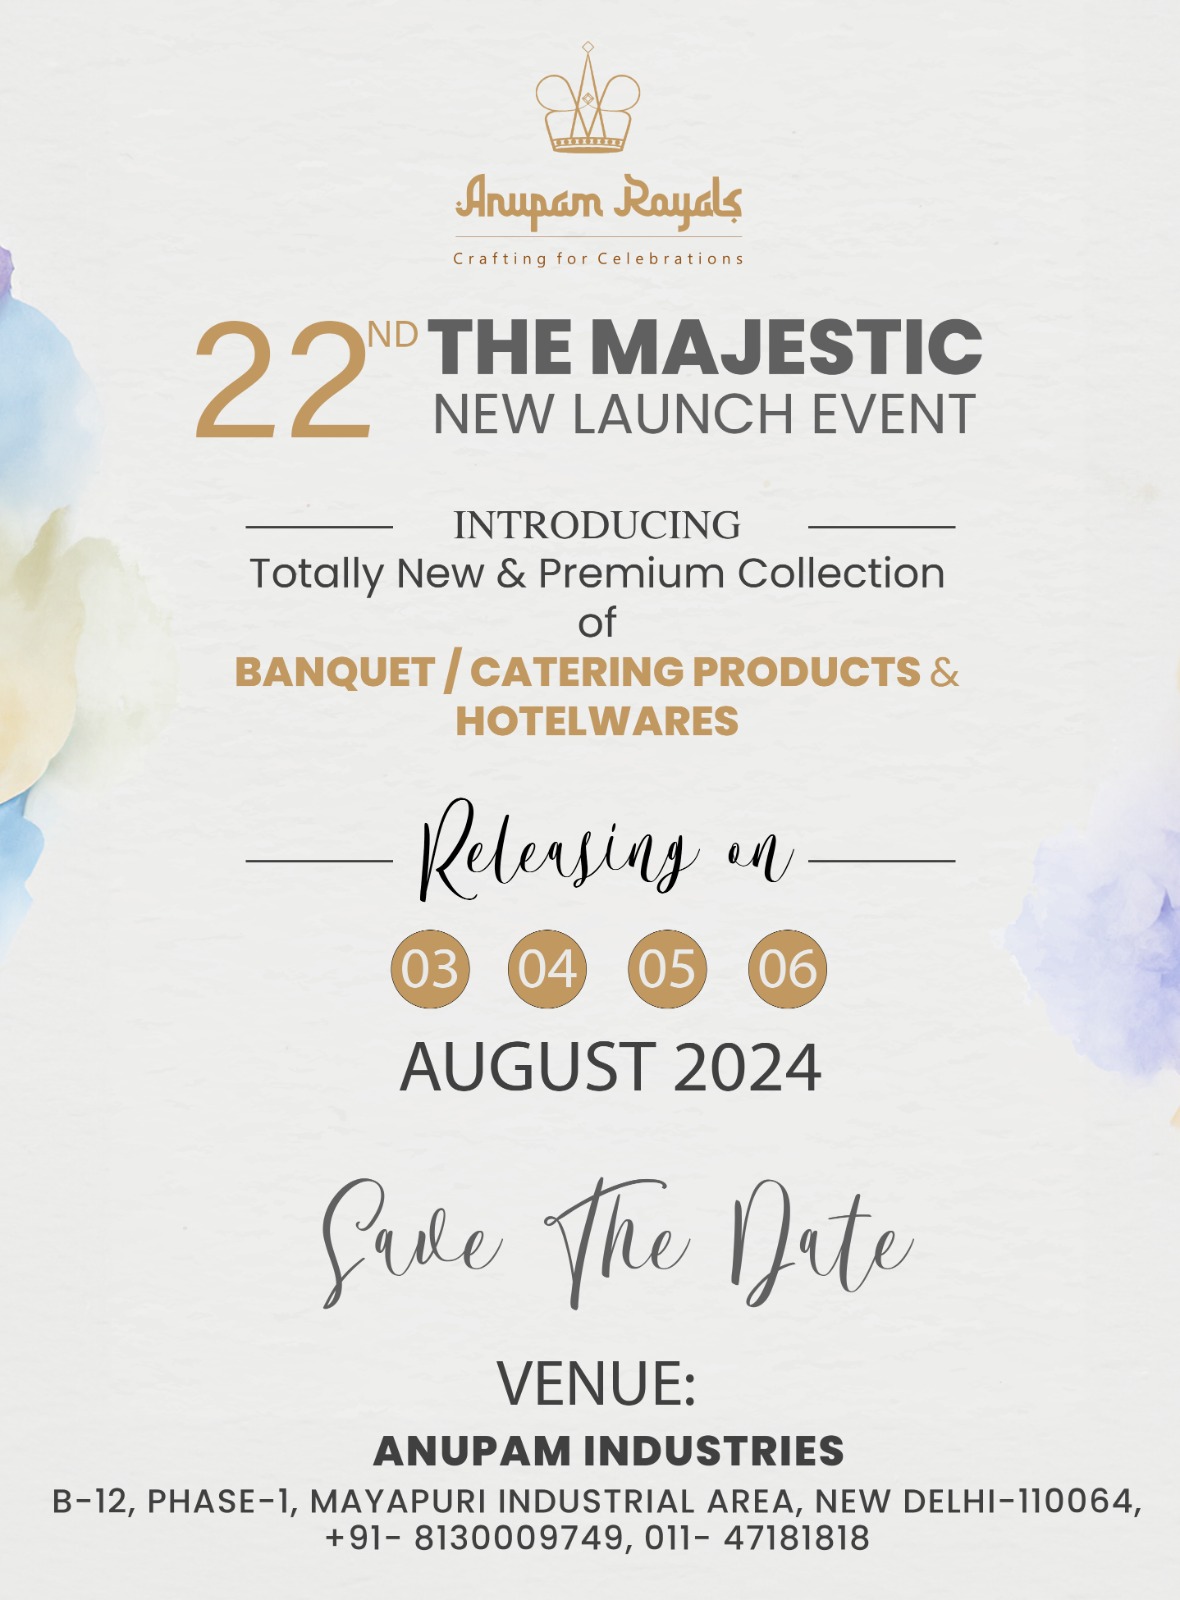 Anupam Royals
Crafting for Celebrations
22ND THE MAJESTIC
NEW LAUNCH EVENT
INTRODUCING
Totally New & Premium Collection
of
BANQUET / CATERING PRODUCTS &
HOTELWARES
Releasing on
03 04 05 06
AUGUST 2024
Save The Date
VENUE:
ANUPAM INDUSTRIES
B-12, PHASE-1, MAYAPURI INDUSTRIAL AREA, NEW DELHI-110064,
+91- 8130009749, 011- 47181818